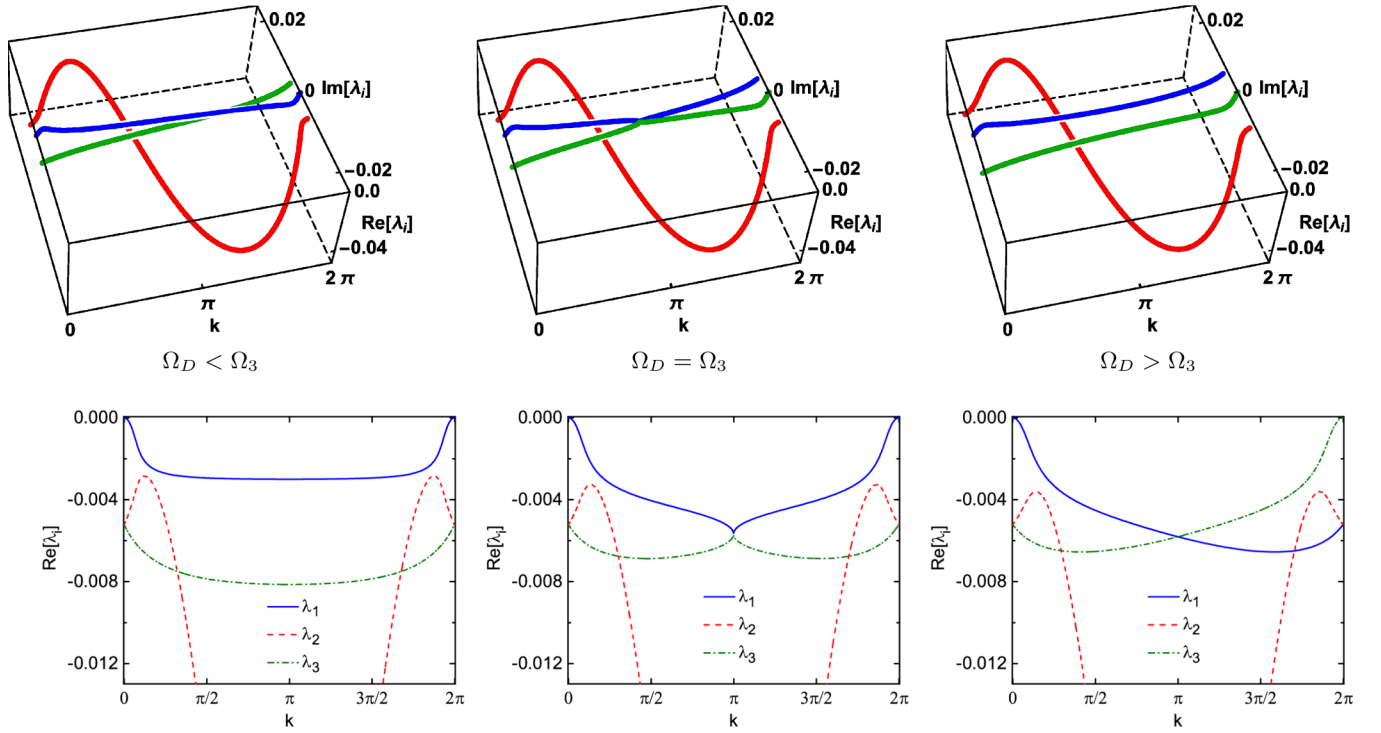 0.02
0
Im[λi]
−0.02
0.0
Re[λi]
−0.04
2 π
π
k
0
ΩD < Ω3
0.02
0
Im[λi]
−0.02
0.0
Re[λi]
−0.04
2 π
π
k
0
ΩD = Ω3
0.02
0
Im[λi]
−0.02
0.0
Re[λi]
−0.04
2 π
π
k
0
ΩD > Ω3
0.000
-0.004
-0.008
-0.012
Re[λi]
λ1
λ2
λ3
0 π/2 π 3π/2 2π
k
0.000
-0.004
-0.008
-0.012
Re[λi]
λ1
λ2
λ3
0 π/2 π 3π/2 2π
k
0.000
-0.004
-0.008
-0.012
Re[λi]
λ1
λ2
λ3
0 π/2 π 3π/2 2π
k